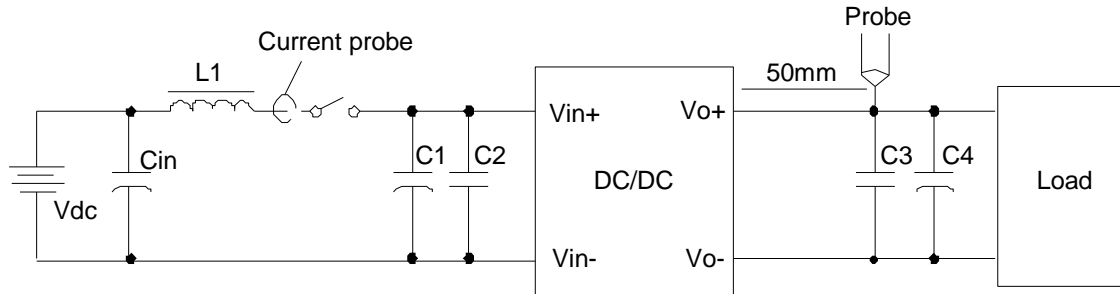 Probe
Current probe
L1
50mm
Vin+
Vo+
Cin
C1
C2
C3
C4
DC/DC
Load
Vdc
Vin-
Vo-